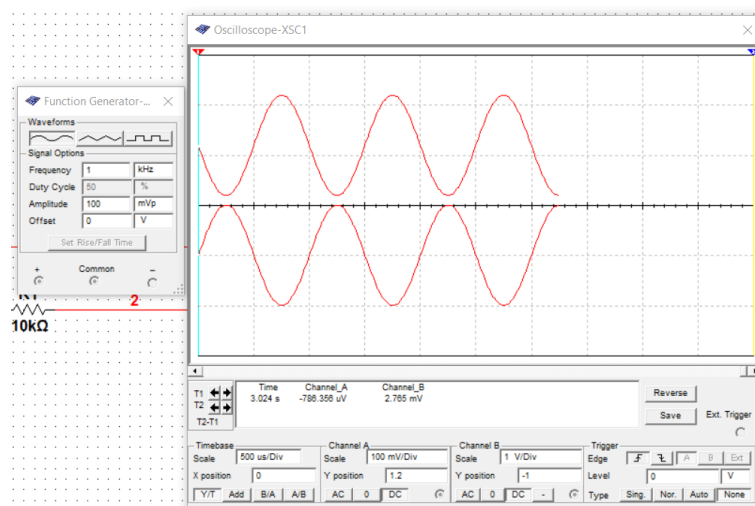 Oscilloscope-XSC1
Function Generator-...
Waveforms
Signal Options
Frequency 1 kHz
Duty Cycle 50 %
Amplitude 100 mVp
Offset 0 V
Set Rise/Fall Time
+ Common −
2
10kΩ
Time Channel_A Channel_B
T1 3.024 s -786.356 uV 2.765 mV
T2
T2-T1
Reverse
Save
Ext. Trigger
Timebase Channel A Channel B Trigger
Scale 500 us/Div Scale 100 mV/Div Scale 1 V/Div Edge A B Ext
X position 0 Y position 1.2 Y position -1 Level 0 V
Y/T Add B/A A/B AC 0 DC AC 0 DC - Type Sing. Nor. Auto None